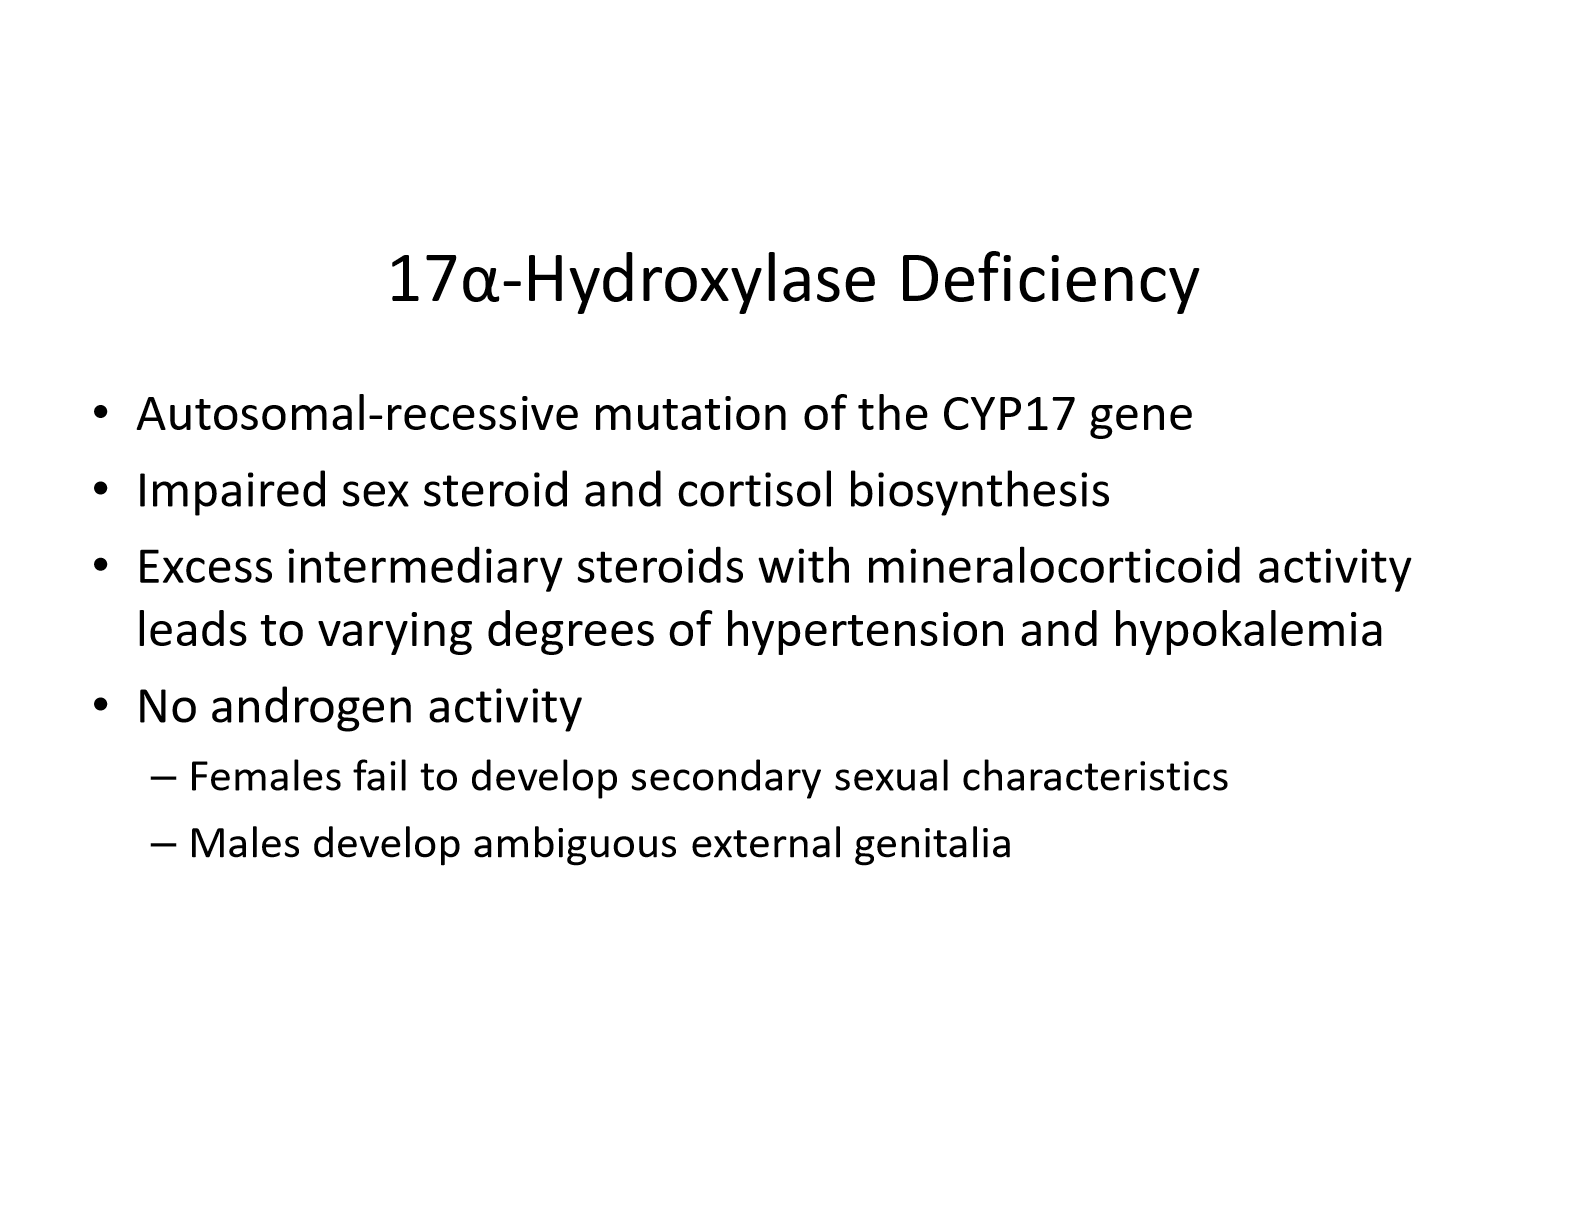 17α-Hydroxylase Deficiency
• Autosomal-recessive mutation of the CYP17 gene
• Impaired sex steroid and cortisol biosynthesis
• Excess intermediary steroids with mineralocorticoid activity
leads to varying degrees of hypertension and hypokalemia
• No androgen activity
– Females fail to develop secondary sexual characteristics
– Males develop ambiguous external genitalia